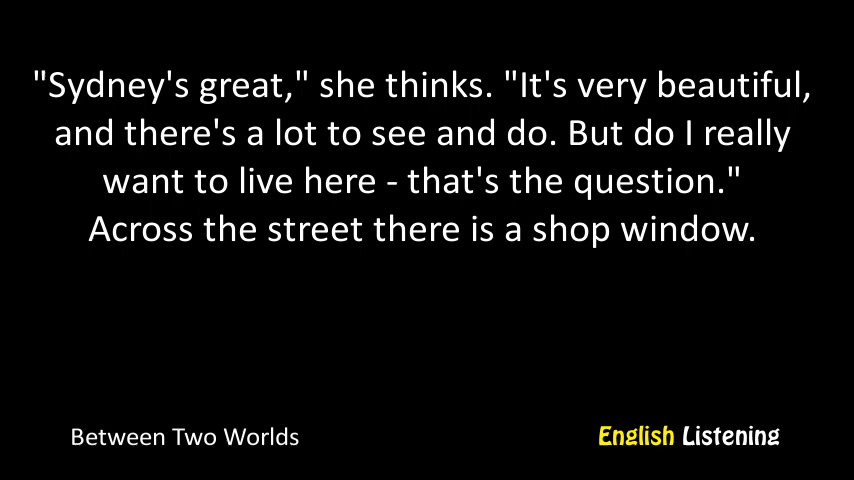 "Sydney's great," she thinks. "It's very beautiful,
and there's a lot to see and do. But do I really
want to live here - that's the question."
Across the street there is a shop window.
Between Two Worlds
English Listening